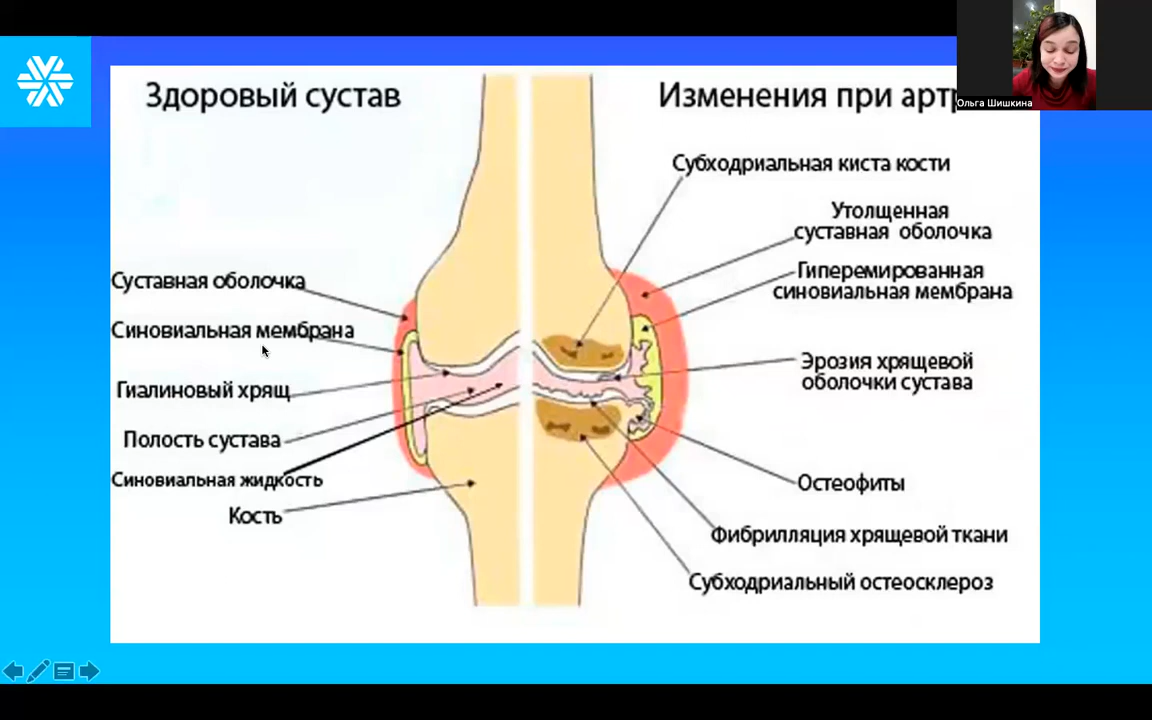 Здоровый сустав
Изменения при
Ольга Шишкина
Субходриальная киста кости
Утолщенная
суставная оболочка
Гиперемированная
синовиальная мембрана
Суставная оболочка
Синовиальная мембрана
Эрозия хрящевой
оболочки сустава
Гиалиновый хрящ
Полость сустава
Синовиальная жидкость
Остеофиты
Кость
Фибрилляция хрящевой ткани
Субходриальный остеосклероз